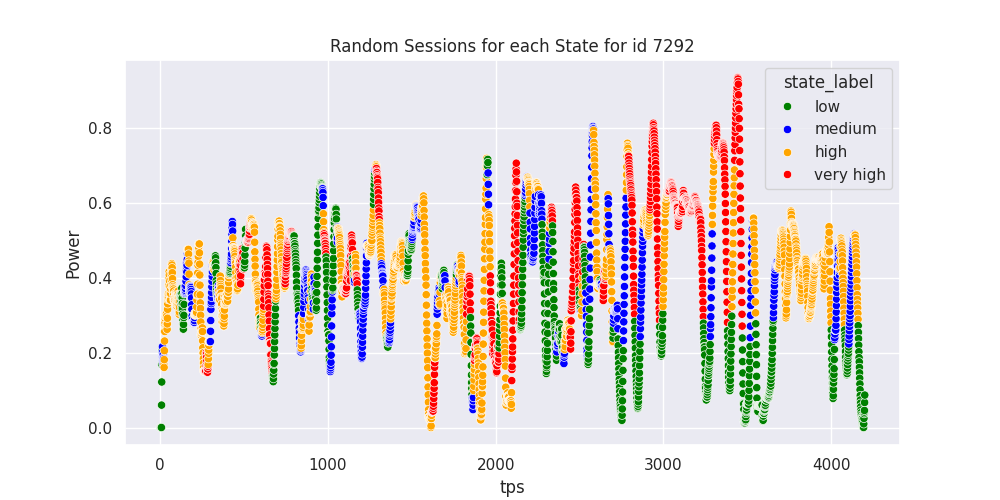 Random Sessions for each State for id 7292
state_label
low
medium
high
very high
Power
0.8
0.6
0.4
0.2
0.0
0
1000
2000
3000
4000
tps